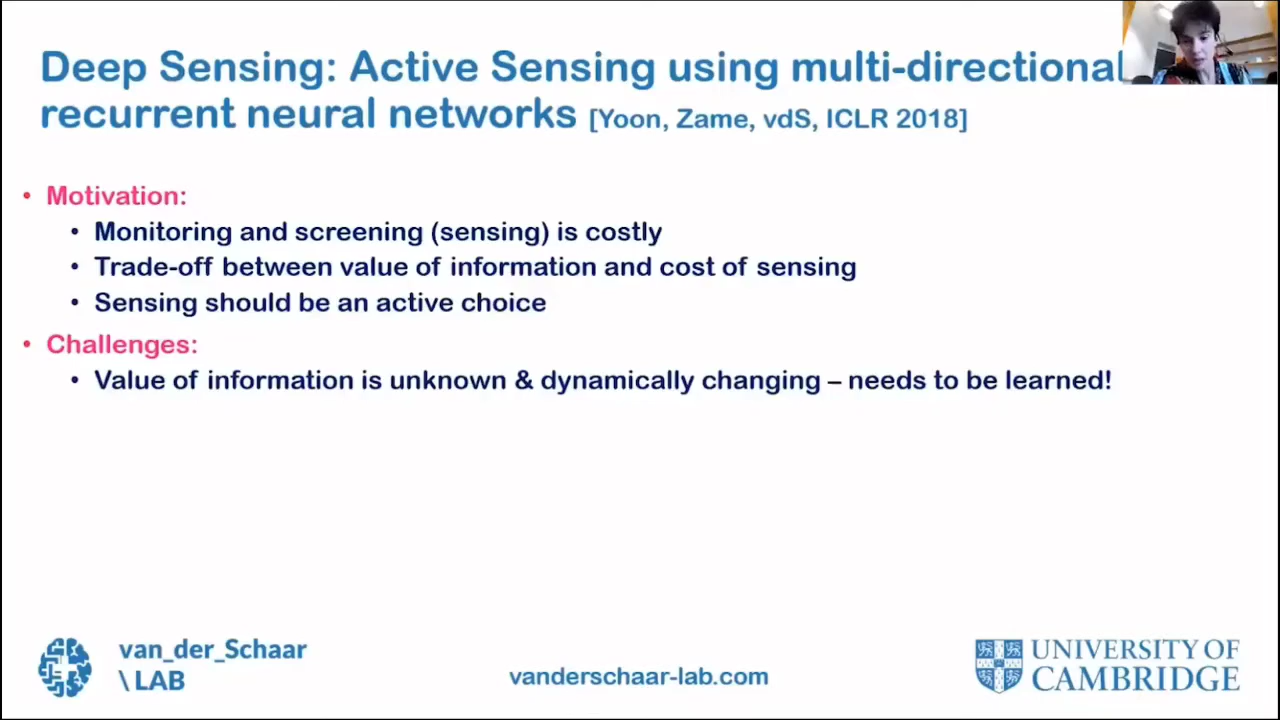 Deep Sensing: Active Sensing using multi-directional
recurrent neural networks [Yoon, Zame, vdS, ICLR 2018]
• Motivation:
• Monitoring and screening (sensing) is costly
• Trade-off between value of information and cost of sensing
• Sensing should be an active choice
• Challenges:
• Value of information is unknown & dynamically changing – needs to be learned!
van_der_Schaar
\ LAB
vanderschaar-lab.com
UNIVERSITY OF
CAMBRIDGE